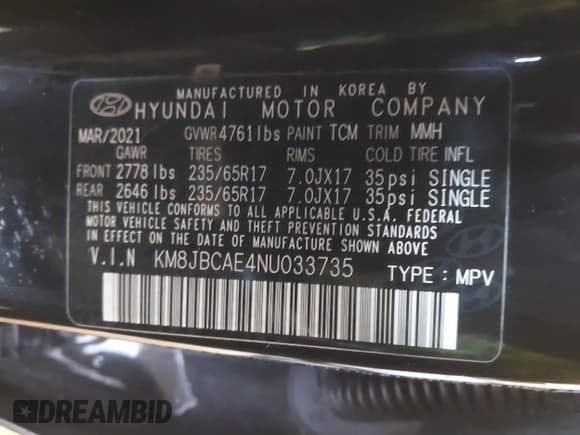 MANUFACTURED IN KOREA BY
HYUNDAI MOTOR COMPANY
MAR/2021 GVWR 4761lbs PAINT TCM TRIM MMH
GAWR TIRES RIMS COLD TIRE INFL
FRONT 2778lbs 235/65R17 7.0JX17 35psi SINGLE
REAR 2646lbs 235/65R17 7.0JX17 35psi SINGLE
THIS VEHICLE CONFORMS TO ALL APPLICABLE U.S.A. FEDERAL
MOTOR VEHICLE SAFETY AND THEFT PREVENTION STANDARDS
IN EFFECT ON THE DATE OF MANUFACTURE SHOWN ABOVE.
V.I.N KM8JBCAE4NU033735 TYPE : MPV
DREAMBID